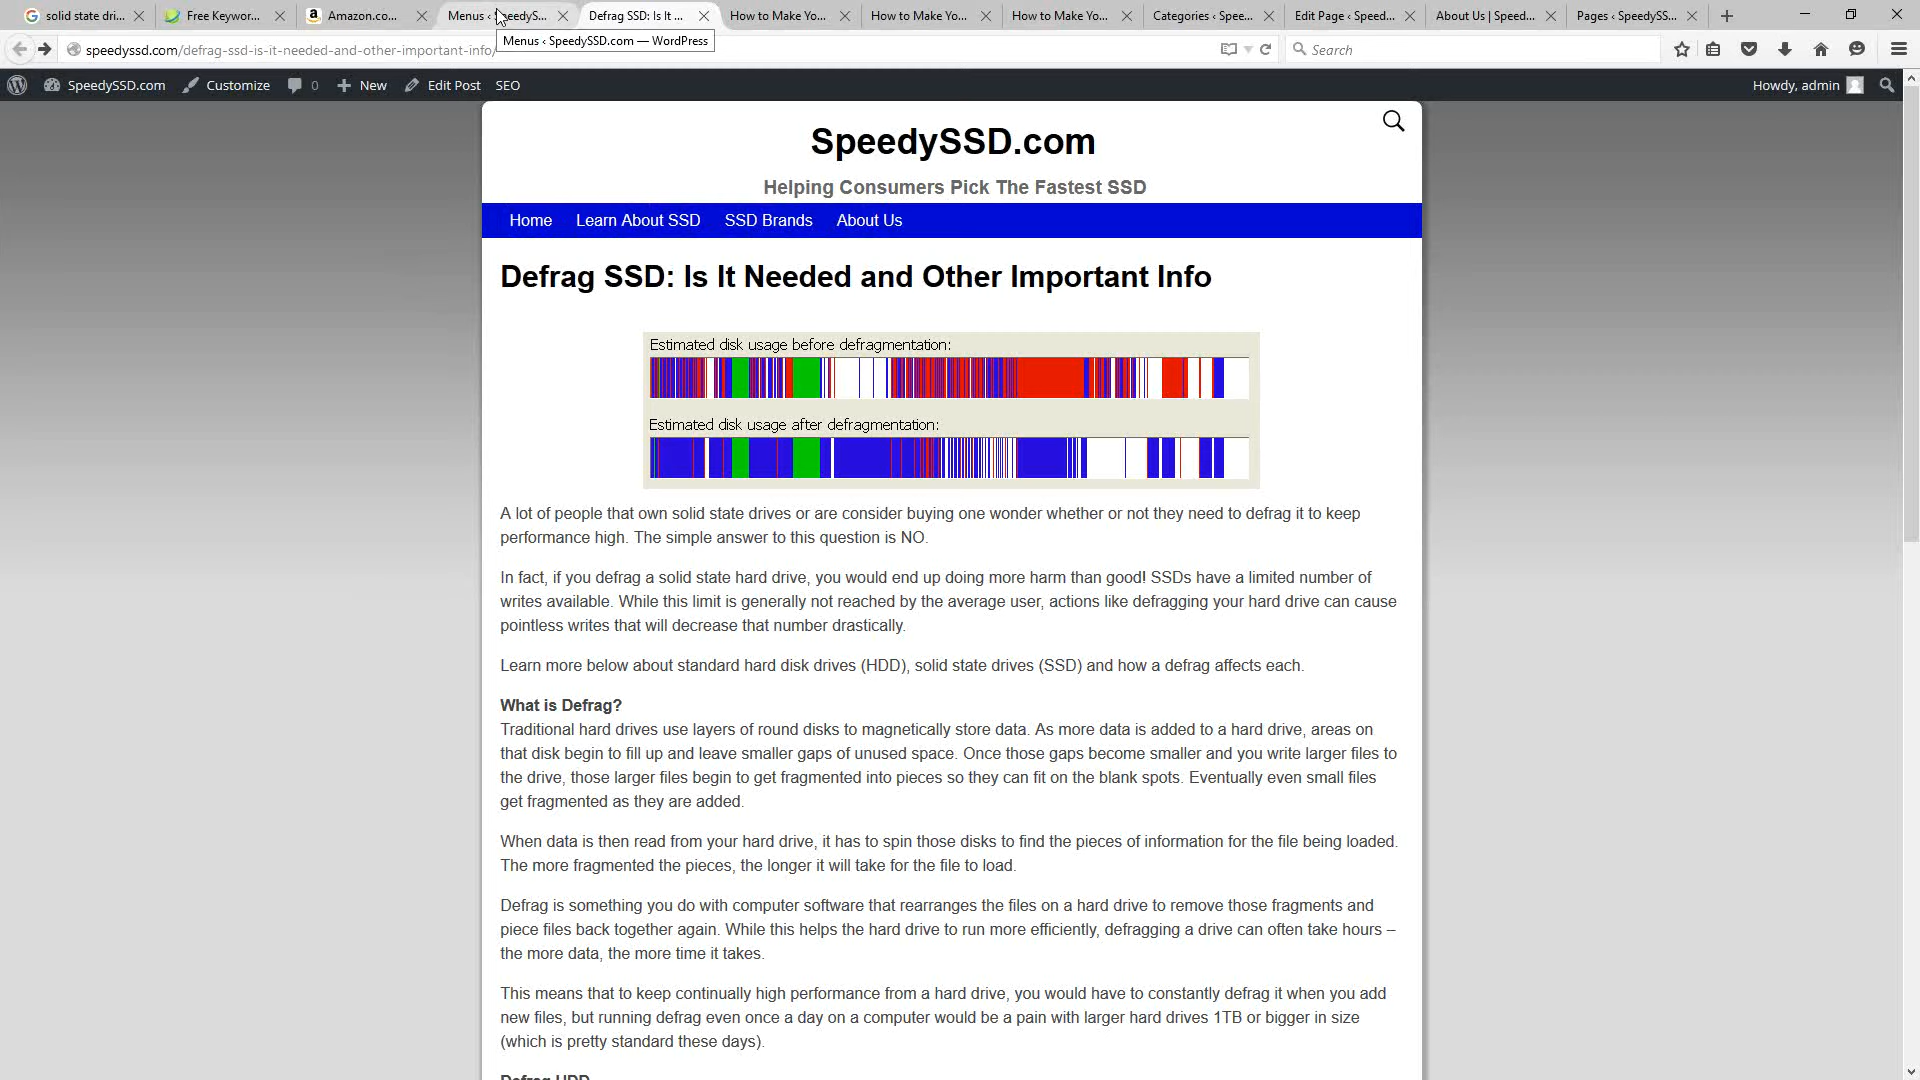 solid state dri...
Free Keywor...
Amazon.co...
Menus ‹ SpeedyS...
Defrag SSD: Is It ...
How to Make Yo...
How to Make Yo...
How to Make Yo...
Categories ‹ Spee...
Edit Page ‹ Speed...
About Us | Speed...
Pages ‹ SpeedySS...
speedyssd.com/defrag-ssd-is-it-needed-and-other-important-info/
Menus ‹ SpeedySSD.com — WordPress
Search
SpeedySSD.com
Customize
0
New
Edit Post
SEO
Howdy, admin
SpeedySSD.com
Helping Consumers Pick The Fastest SSD
Home
Learn About SSD
SSD Brands
About Us
Defrag SSD: Is It Needed and Other Important Info
Estimated disk usage before defragmentation:
Estimated disk usage after defragmentation:
A lot of people that own solid state drives or are consider buying one wonder whether or not they need to defrag it to keep
performance high. The simple answer to this question is NO.
In fact, if you defrag a solid state hard drive, you would end up doing more harm than good! SSDs have a limited number of
writes available. While this limit is generally not reached by the average user, actions like defragging your hard drive can cause
pointless writes that will decrease that number drastically.
Learn more below about standard hard disk drives (HDD), solid state drives (SSD) and how a defrag affects each.
What is Defrag?
Traditional hard drives use layers of round disks to magnetically store data. As more data is added to a hard drive, areas on
that disk begin to fill up and leave smaller gaps of unused space. Once those gaps become smaller and you write larger files to
the drive, those larger files begin to get fragmented into pieces so they can fit on the blank spots. Eventually even small files
get fragmented as they are added.
When data is then read from your hard drive, it has to spin those disks to find the pieces of information for the file being loaded.
The more fragmented the pieces, the longer it will take for the file to load.
Defrag is something you do with computer software that rearranges the files on a hard drive to remove those fragments and
piece files back together again. While this helps the hard drive to run more efficiently, defragging a drive can often take hours –
the more data, the more time it takes.
This means that to keep continually high performance from a hard drive, you would have to constantly defrag it when you add
new files, but running defrag even once a day on a computer would be a pain with larger hard drives 1TB or bigger in size
(which is pretty standard these days).
Defrag HDD